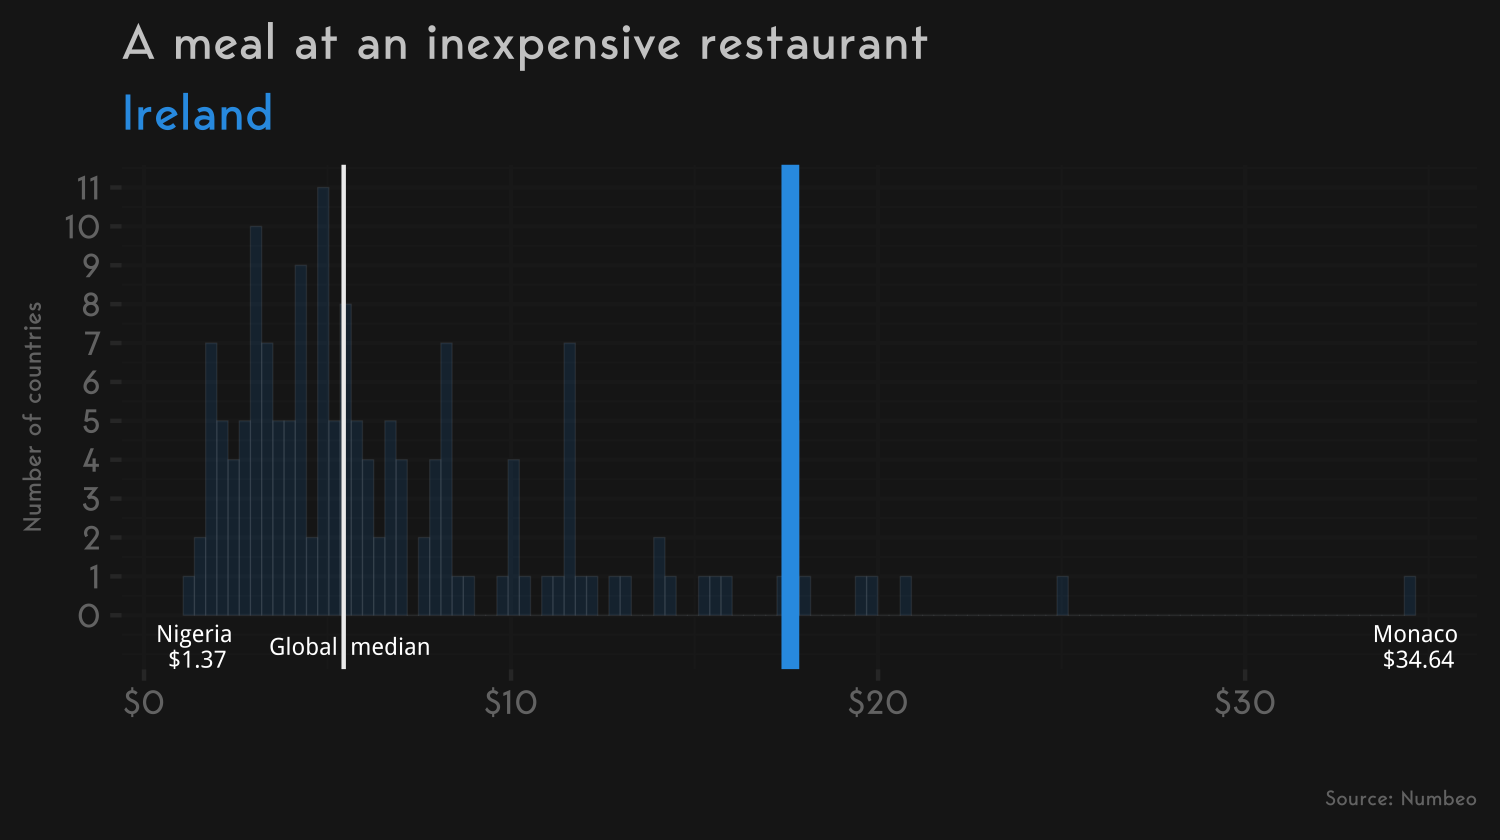 A meal at an inexpensive restaurant
Ireland
Number of countries
11
10
9
8
7
6
5
4
3
2
1
0
Nigeria
$1.37
Global median
Monaco
$34.64
$0 $10 $20 $30
Source: Numbeo